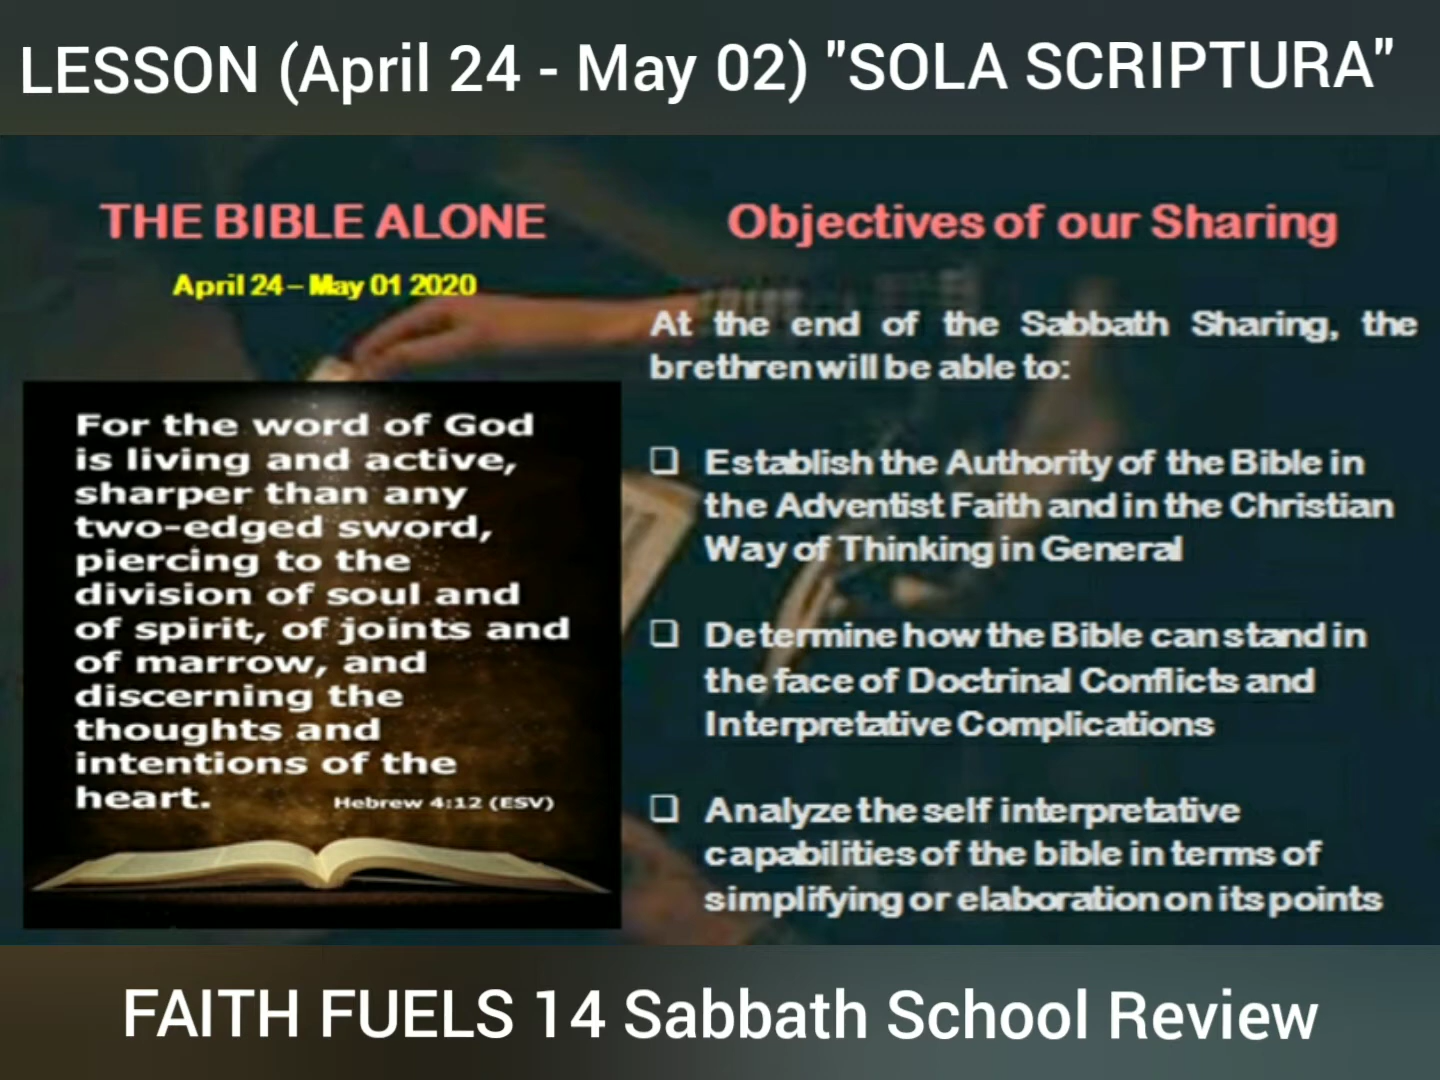 LESSON (April 24 - May 02) "SOLA SCRIPTURA"
THE BIBLE ALONE
April 24 – May 01 2020
For the word of God
is living and active,
sharper than any
two-edged sword,
piercing to the
division of soul and
of spirit, of joints and
of marrow, and
discerning the
thoughts and
intentions of the
heart.
Hebrew 4:12 (ESV)
Objectives of our Sharing
At the end of the Sabbath Sharing, the
brethren will be able to:
❑ Establish the Authority of the Bible in
the Adventist Faith and in the Christian
Way of Thinking in General
❑ Determine how the Bible can stand in
the face of Doctrinal Conflicts and
Interpretative Complications
❑ Analyze the self interpretative
capabilities of the bible in terms of
simplifying or elaboration on its points
FAITH FUELS 14 Sabbath School Review